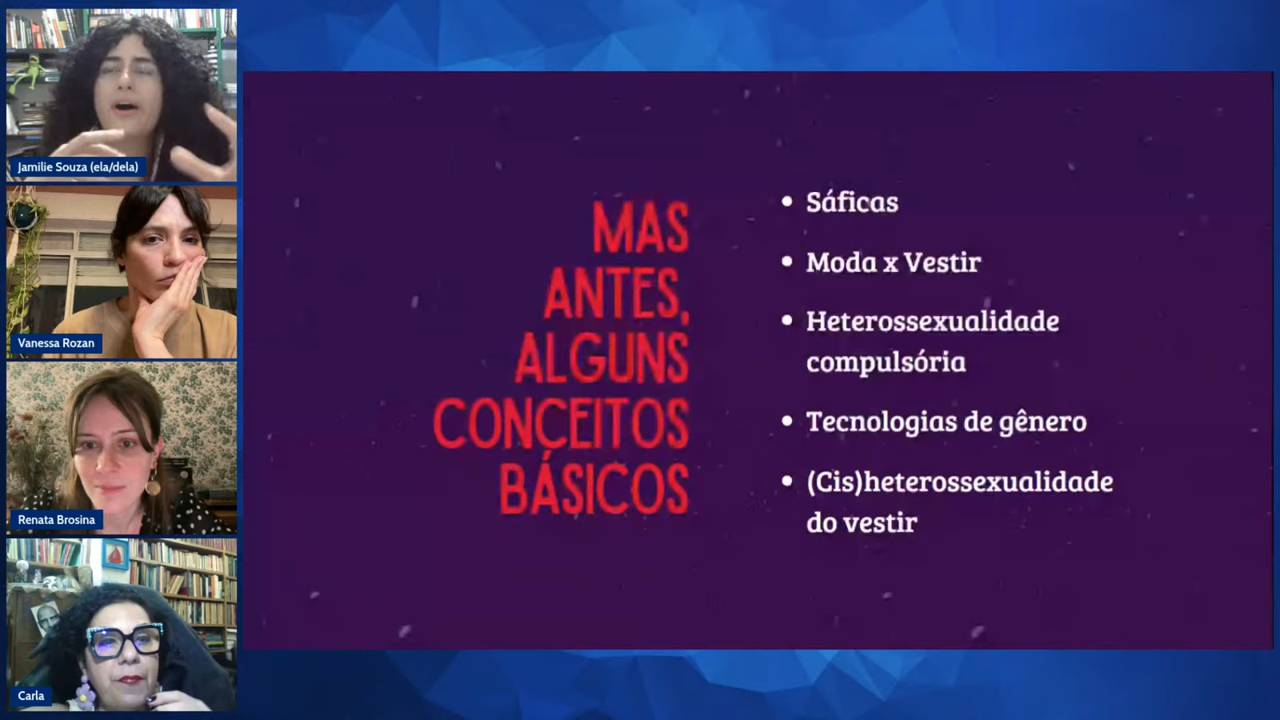 Jamilie Souza (ela/dela)
Vanessa Rozan
Renata Brosina
Carla
MAS
ANTES,
ALGUNS
CONCEITOS
BÁSICOS
• Sáficas
• Moda x Vestir
• Heterossexualidade
compulsória
• Tecnologias de gênero
• (Cis)heterossexualidade
do vestir